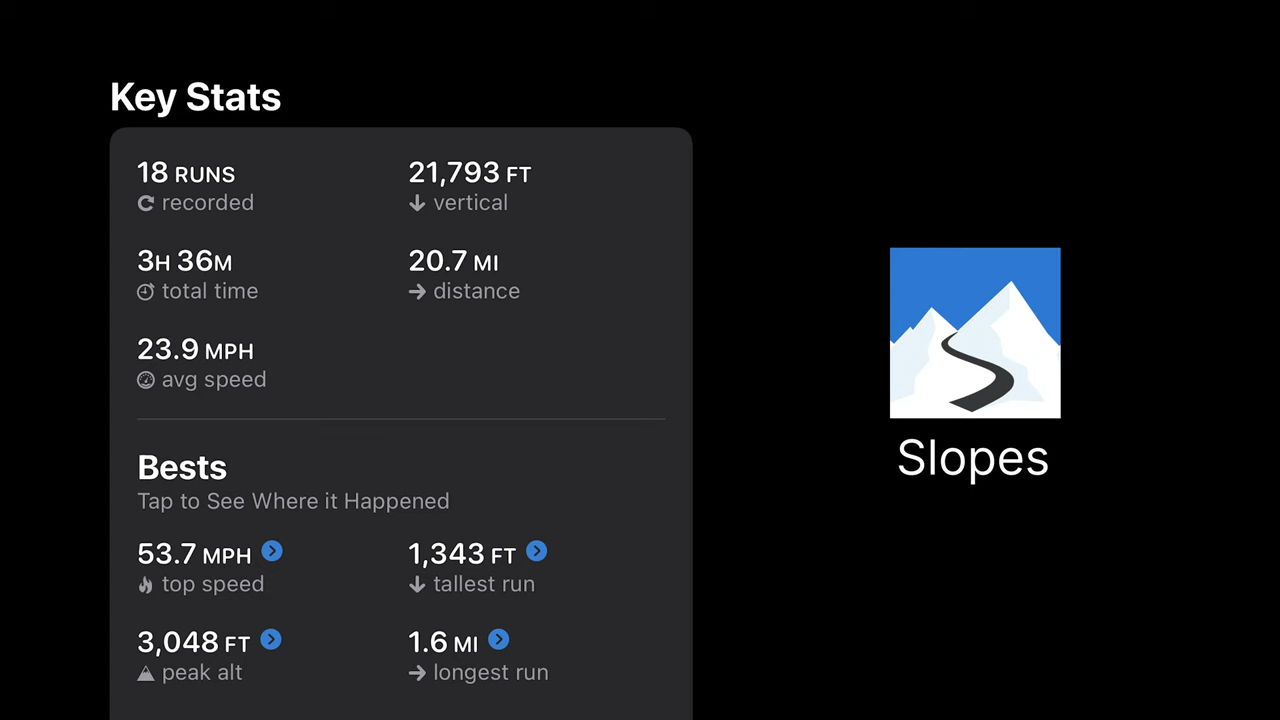 Key Stats
18 RUNS
recorded
21,793 FT
vertical
3H 36M
total time
20.7 MI
distance
23.9 MPH
avg speed
Bests
Tap to See Where it Happened
53.7 MPH
top speed
1,343 FT
tallest run
3,048 FT
peak alt
1.6 MI
longest run
Slopes